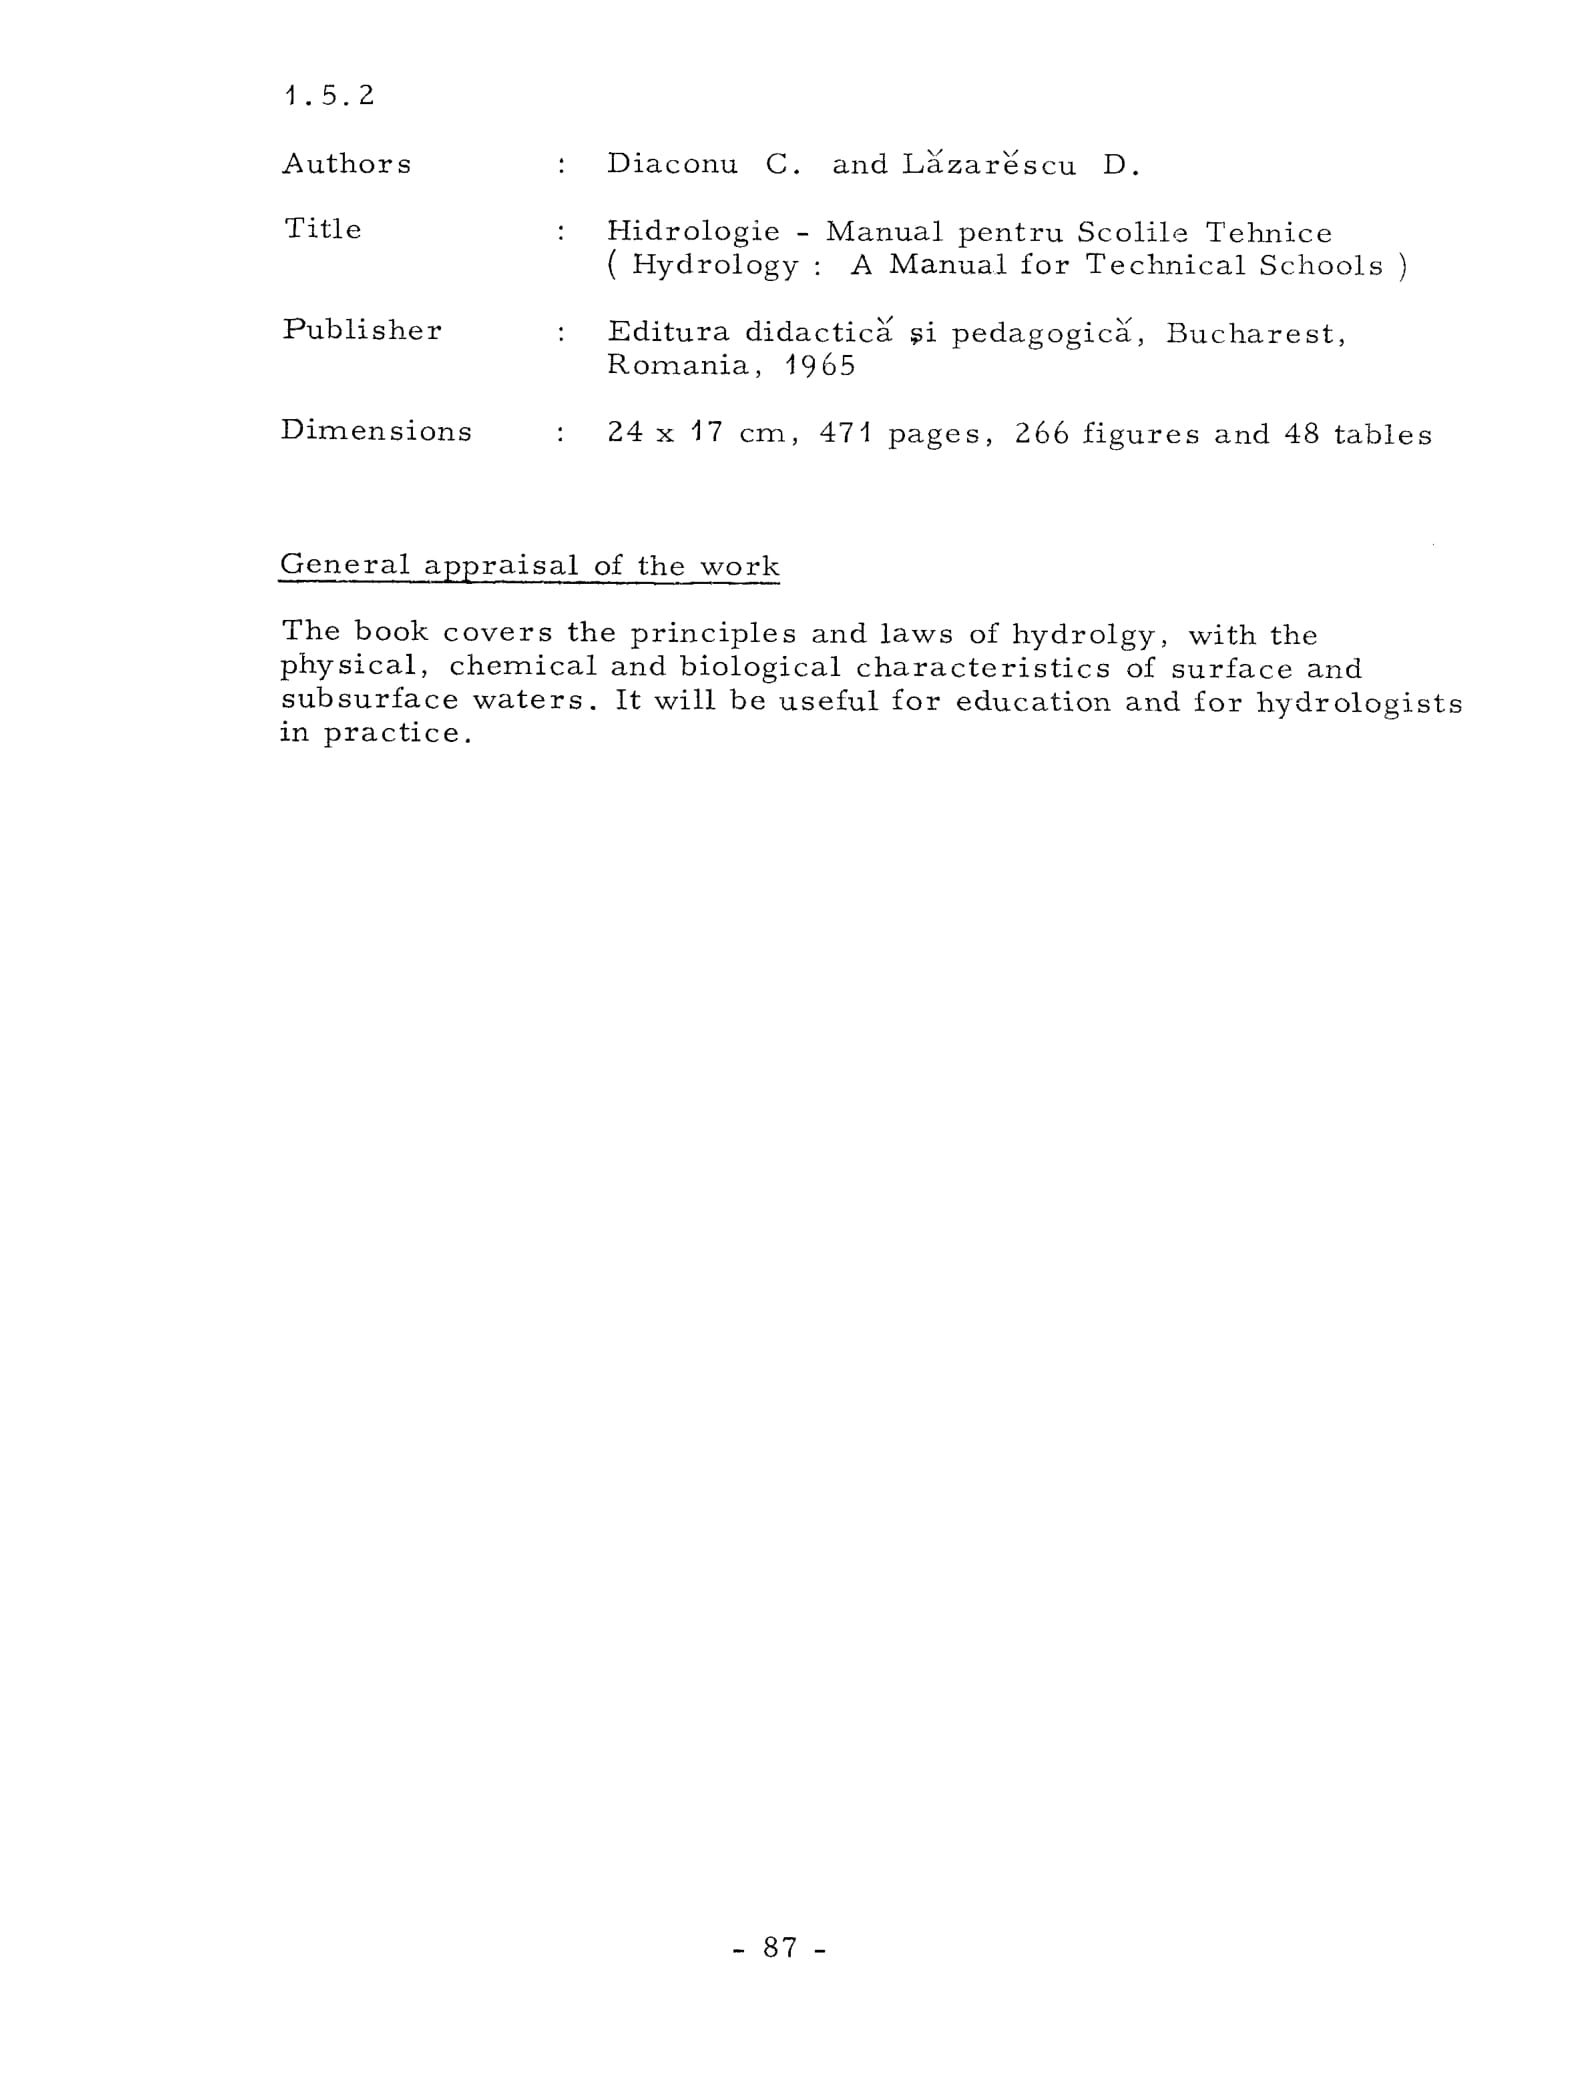 1.5.2
Authors : Diaconu C. and Lăzarĕscu D.
Title : Hidrologie - Manual pentru Scolile Tehnice
( Hydrology : A Manual for Technical Schools )
Publisher : Editura didactică și pedagogică, Bucharest,
Romania, 1965
Dimensions : 24 x 17 cm, 471 pages, 266 figures and 48 tables
General appraisal of the work
The book covers the principles and laws of hydrolgy, with the
physical, chemical and biological characteristics of surface and
subsurface waters. It will be useful for education and for hydrologists
in practice.
- 87 -